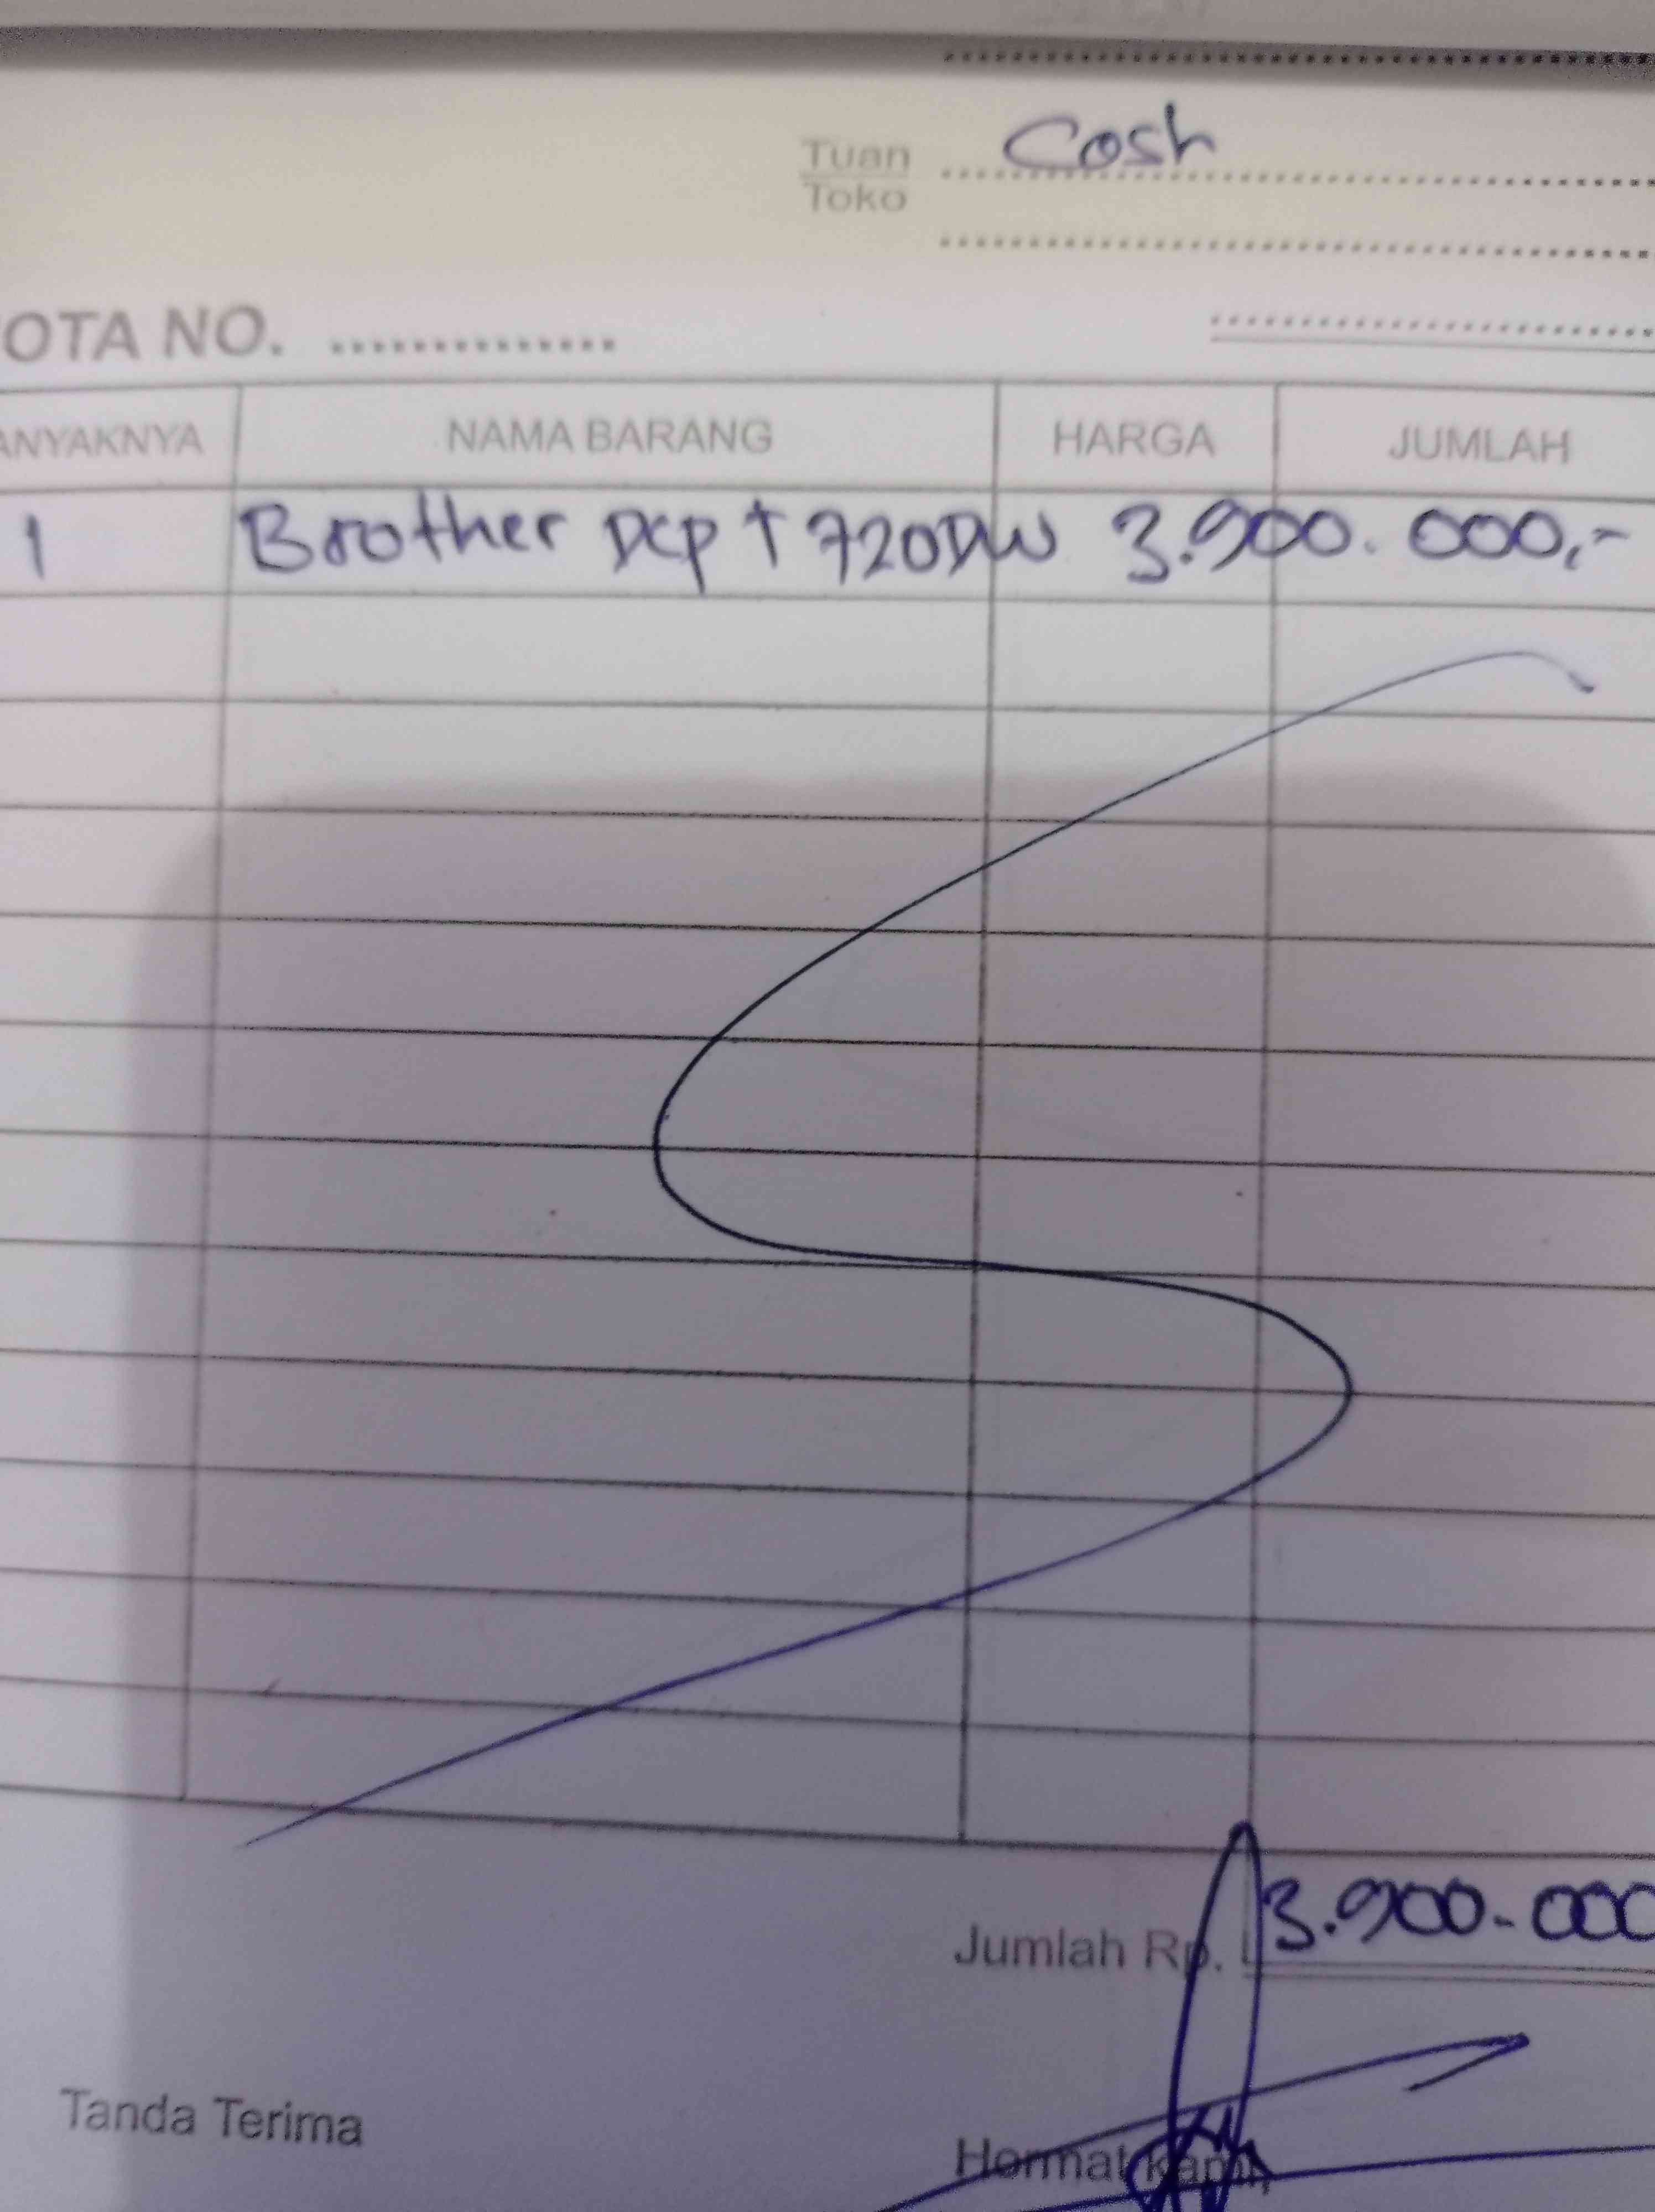 Tuan Cash
Toko
OTA NO. ..............
ANYAKNYA NAMA BARANG HARGA JUMLAH
1 Brother DCP T720DW 3.900.000,-
Jumlah Rp. 3.900.000
Tanda Terima Hormat kami,